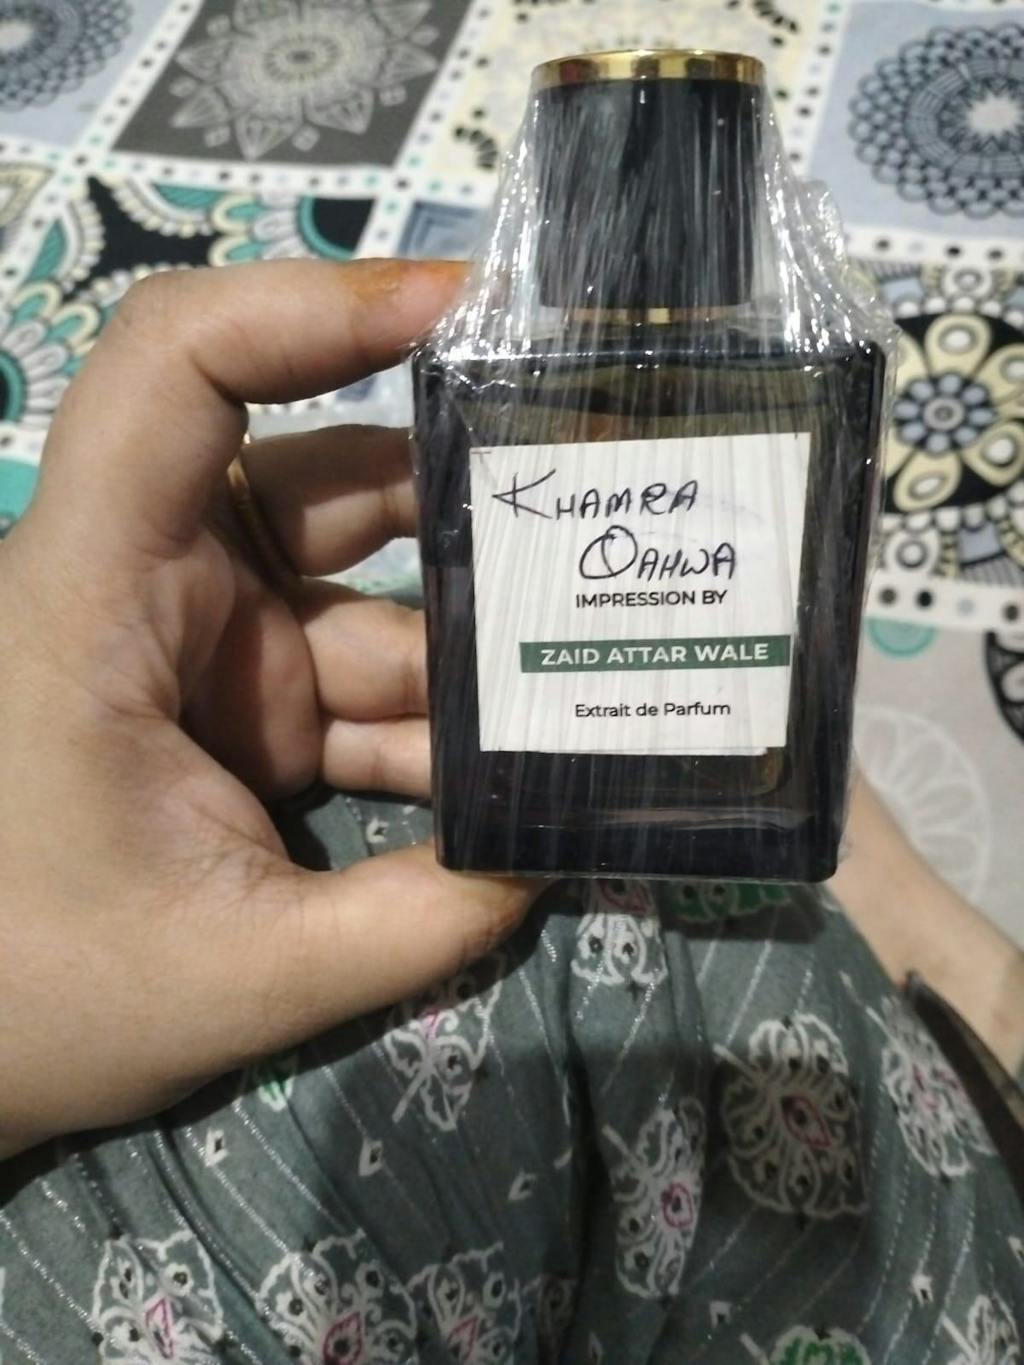 KHAMRA
QAHWA
IMPRESSION BY
ZAID ATTAR WALE
Extrait de Parfum